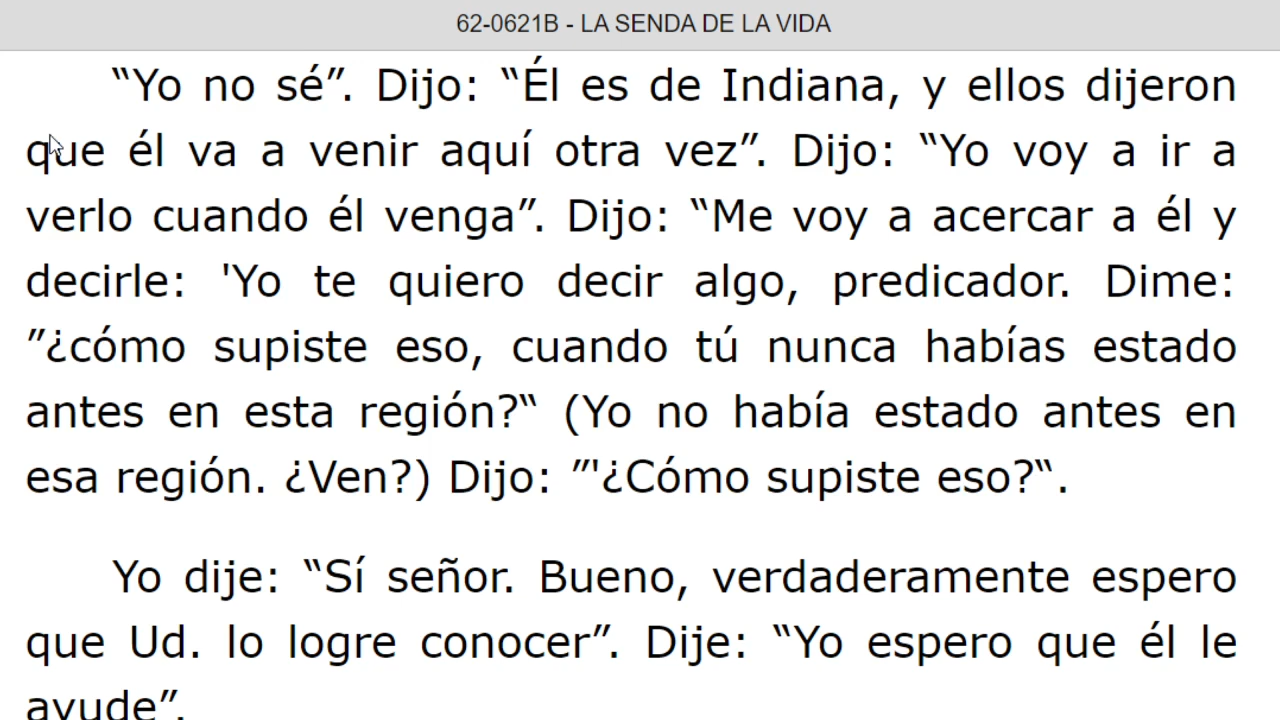 62-0621B - LA SENDA DE LA VIDA
“Yo no sé”. Dijo: “Él es de Indiana, y ellos dijeron
que él va a venir aquí otra vez”. Dijo: “Yo voy a ir a
verlo cuando él venga”. Dijo: “Me voy a acercar a él y
decirle: 'Yo te quiero decir algo, predicador. Dime:
”¿cómo supiste eso, cuando tú nunca habías estado
antes en esta región?“ (Yo no había estado antes en
esa región. ¿Ven?) Dijo: ”'¿Cómo supiste eso?“.
Yo dije: “Sí señor. Bueno, verdaderamente espero
que Ud. lo logre conocer”. Dije: “Yo espero que él le
ayude”.